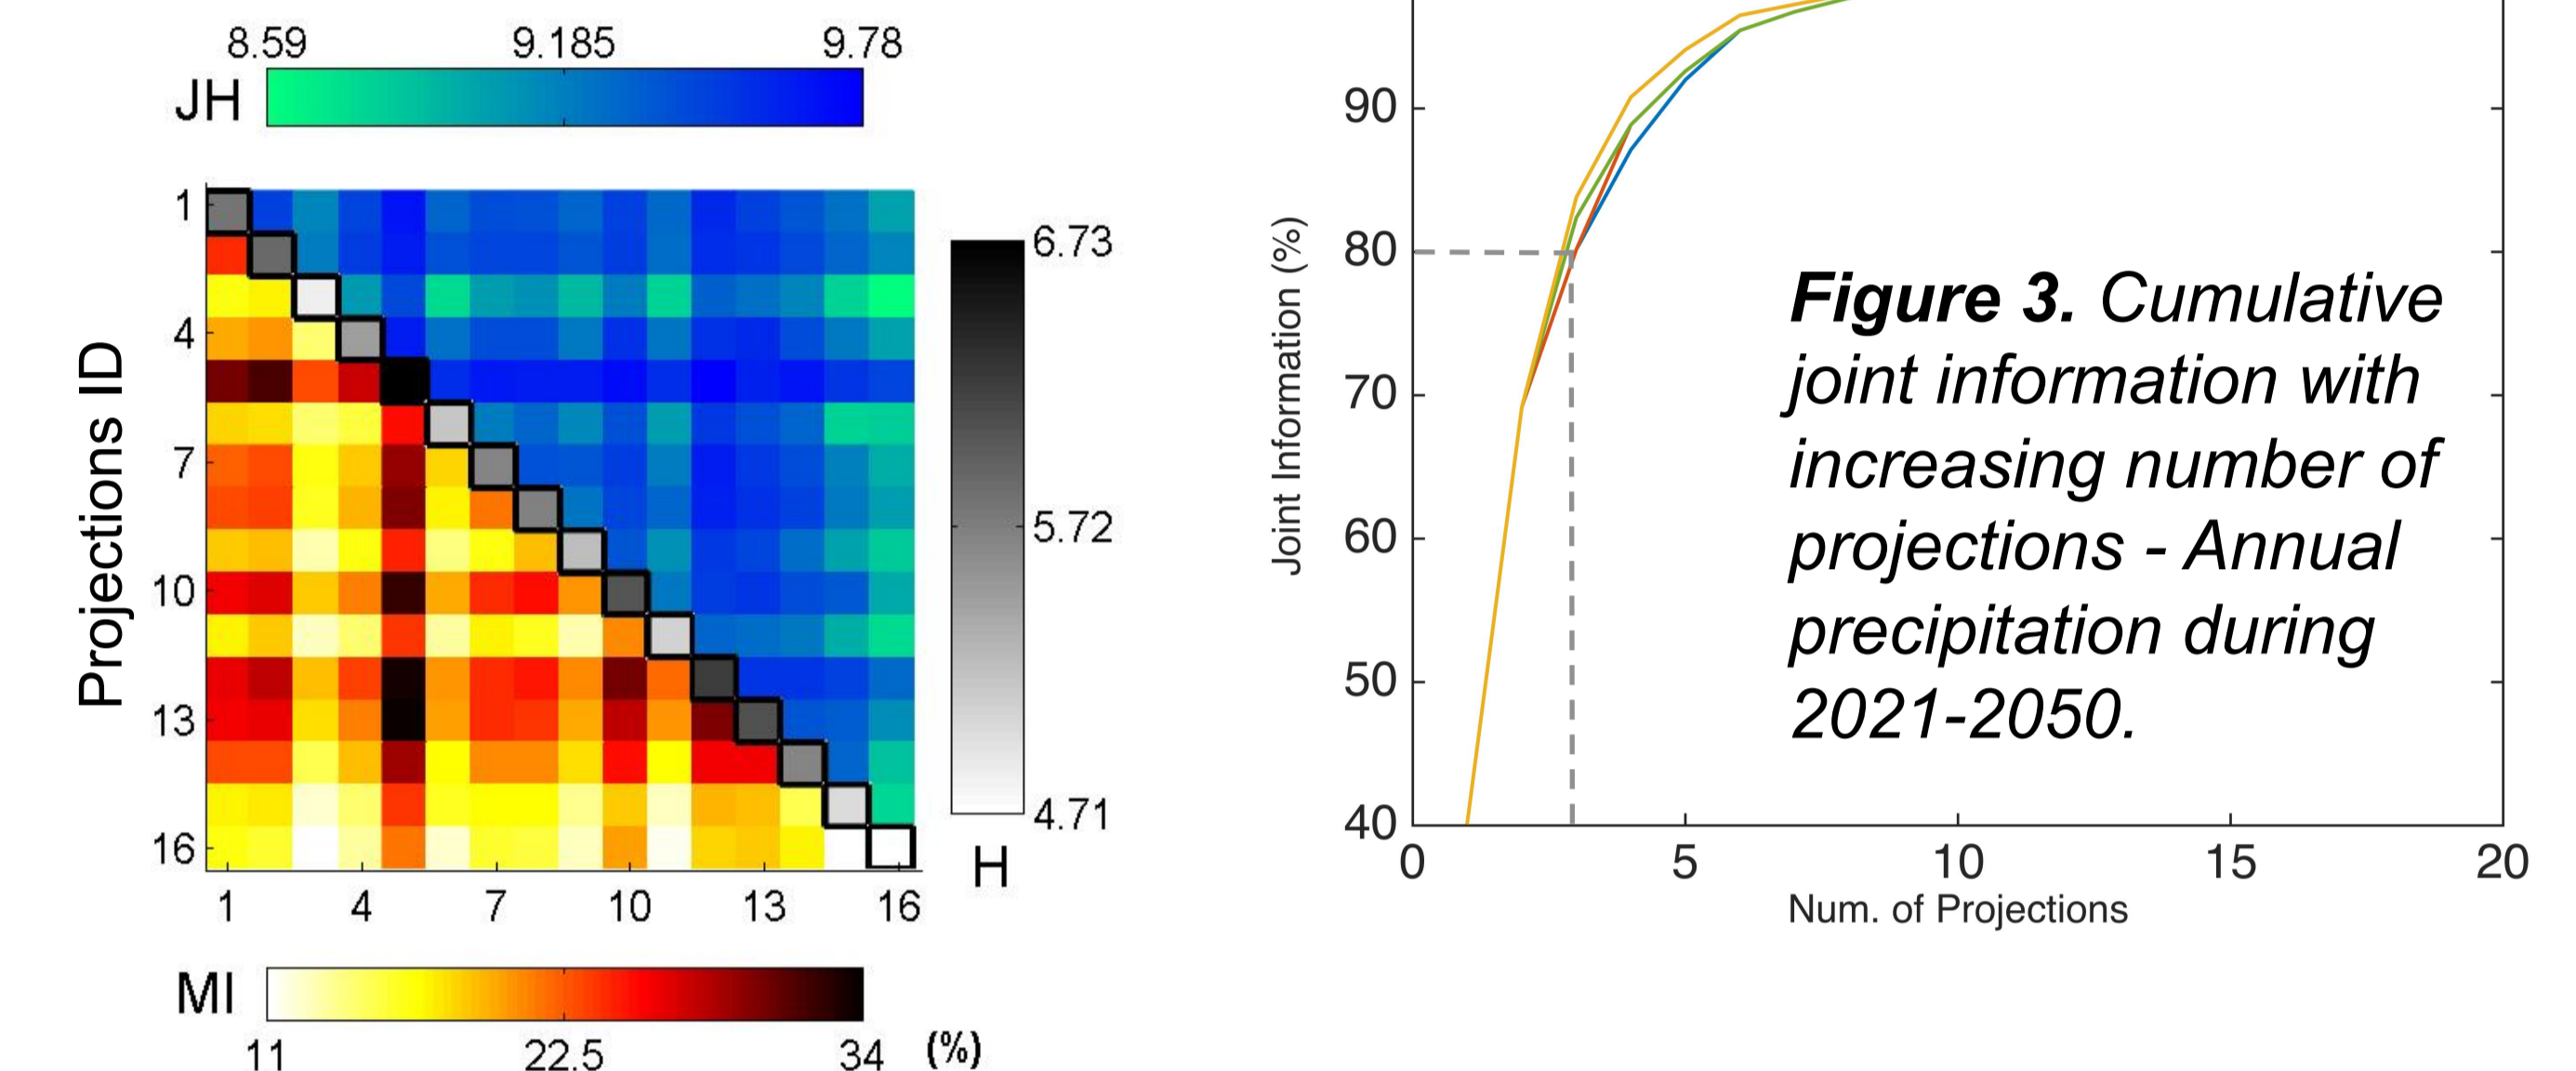 8.59 9.185 9.78
JH
Projections ID
1
4
7
10
13
16
1 4 7 10 13 16
6.73
5.72
4.71
H
MI
11 22.5 34 (%)
Joint Information (%)
90
80
70
60
50
40
0 5 10 15 20
Num. of Projections
Figure 3. Cumulative
joint information with
increasing number of
projections - Annual
precipitation during
2021-2050.